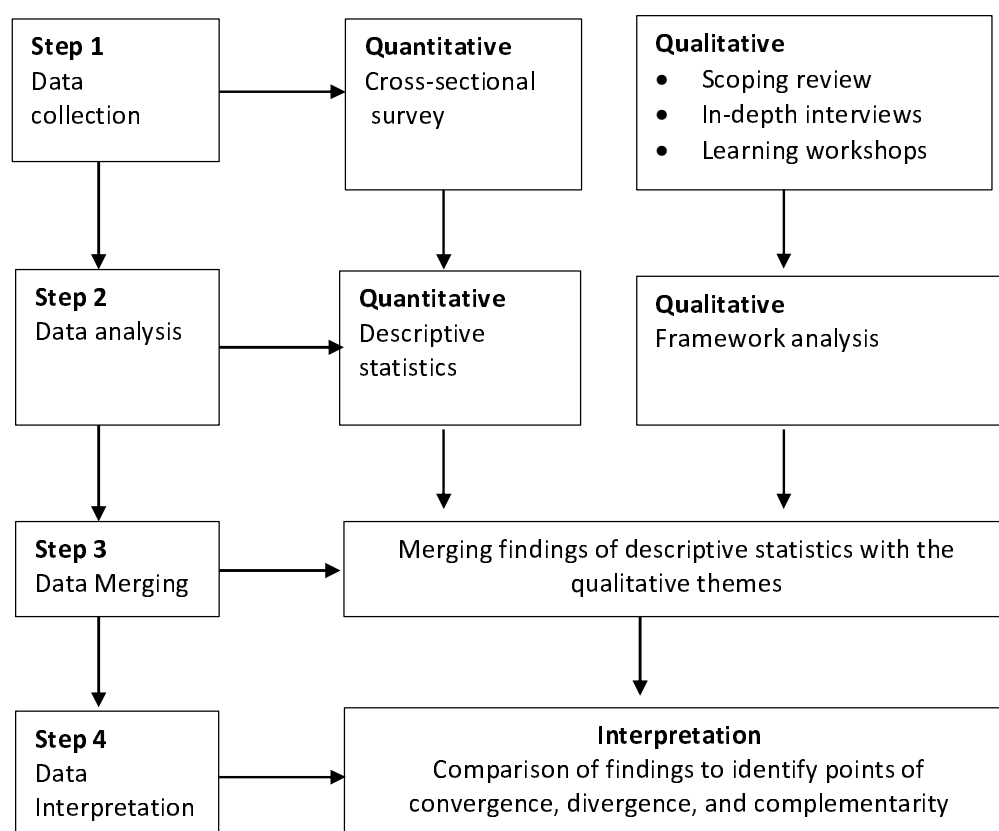 Step 1
Data
collection
Quantitative
Cross-sectional
survey
Qualitative
• Scoping review
• In-depth interviews
• Learning workshops
Step 2
Data analysis
Quantitative
Descriptive
statistics
Qualitative
Framework analysis
Step 3
Data Merging
Merging findings of descriptive statistics with the
qualitative themes
Step 4
Data
Interpretation
Interpretation
Comparison of findings to identify points of
convergence, divergence, and complementarity